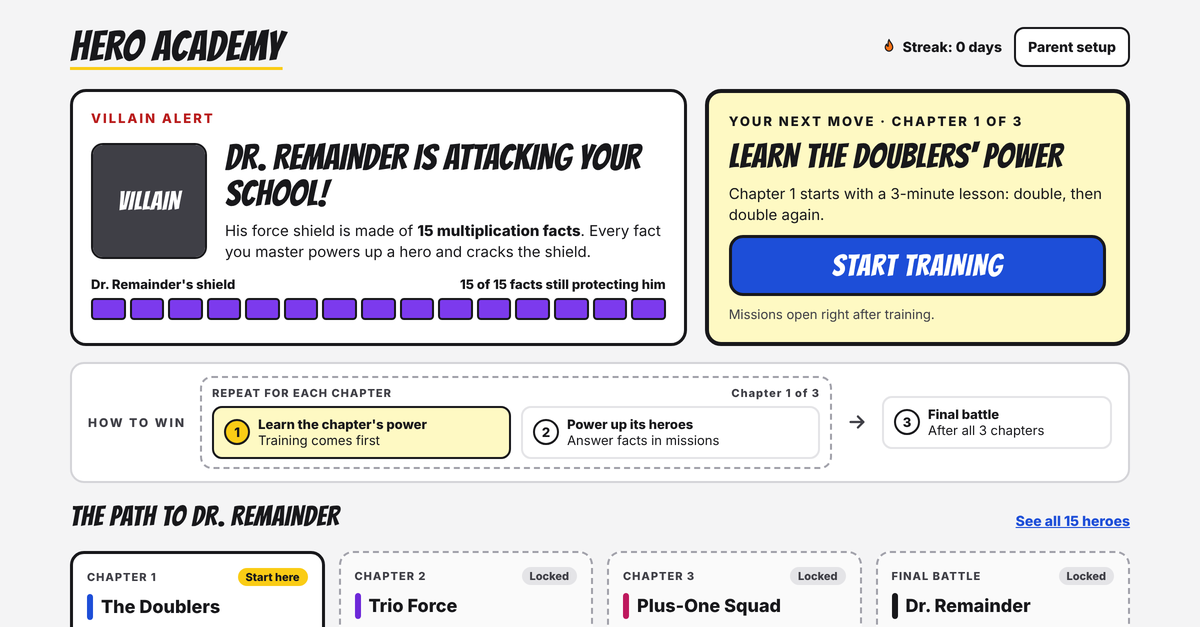 HERO ACADEMY
Streak: 0 days
Parent setup
VILLAIN ALERT
VILLAIN
DR. REMAINDER IS ATTACKING YOUR
SCHOOL!
His force shield is made of 15 multiplication facts. Every fact
you master powers up a hero and cracks the shield.
Dr. Remainder's shield
15 of 15 facts still protecting him
YOUR NEXT MOVE · CHAPTER 1 OF 3
LEARN THE DOUBLERS' POWER
Chapter 1 starts with a 3-minute lesson: double, then
double again.
START TRAINING
Missions open right after training.
HOW TO WIN
REPEAT FOR EACH CHAPTER
Chapter 1 of 3
1
Learn the chapter's power
Training comes first
2
Power up its heroes
Answer facts in missions
→
3
Final battle
After all 3 chapters
THE PATH TO DR. REMAINDER
See all 15 heroes
CHAPTER 1
Start here
The Doublers
CHAPTER 2
Locked
Trio Force
CHAPTER 3
Locked
Plus-One Squad
FINAL BATTLE
Locked
Dr. Remainder